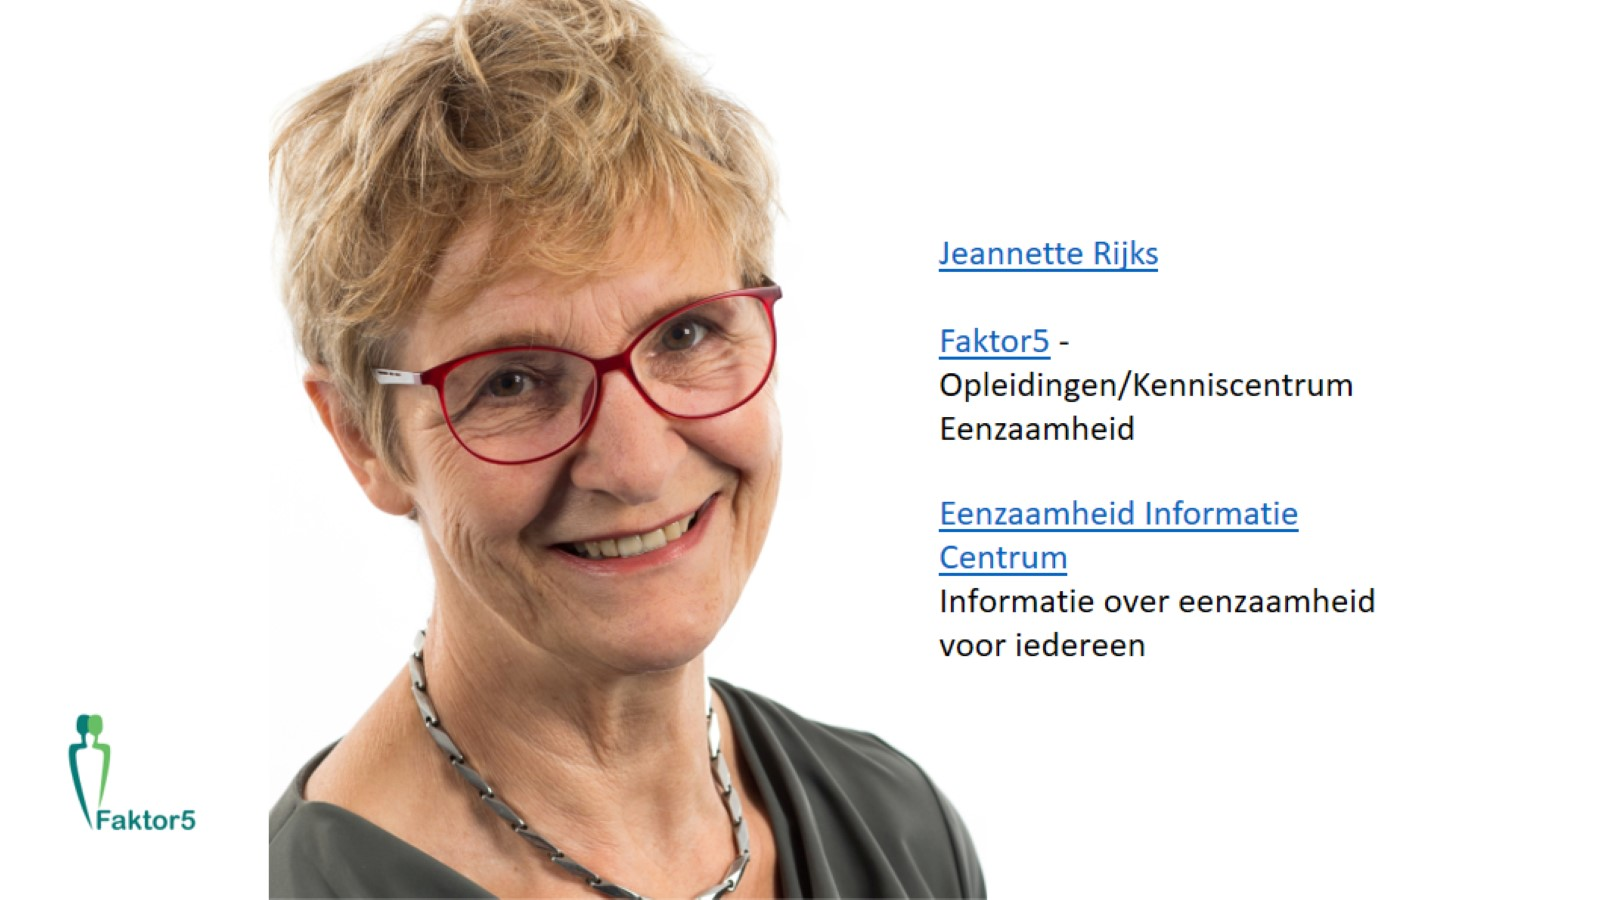 Jeannette Rijks
Faktor5 -
Opleidingen/Kenniscentrum
Eenzaamheid
Eenzaamheid Informatie
Centrum
Informatie over eenzaamheid
voor iedereen
Faktor5